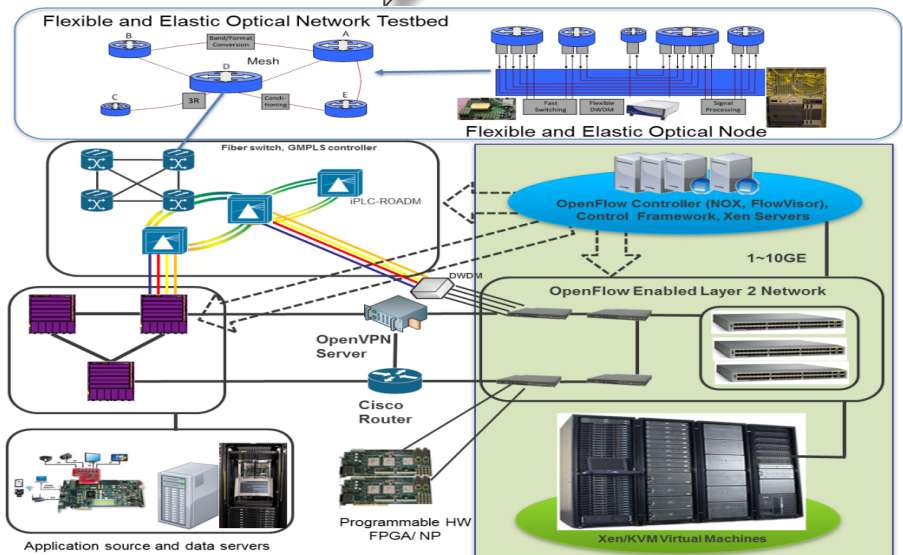 Flexible and Elastic Optical Network Testbed
B
Band/Format
Conversion
A
Mesh
D
C
3R
Condi-
tioning
E
Fast
Switching
Flexible
DWDM
Signal
Processing
Flexible and Elastic Optical Node
Fiber switch, GMPLS controller
iPLC-ROADM
OpenFlow Controller (NOX, FlowVisor),
Control Framework, Xen Servers
1~10GE
DWDM
OpenFlow Enabled Layer 2 Network
OpenVPN
Server
Cisco
Router
Programmable HW
FPGA/ NP
Application source and data servers
Xen/KVM Virtual Machines